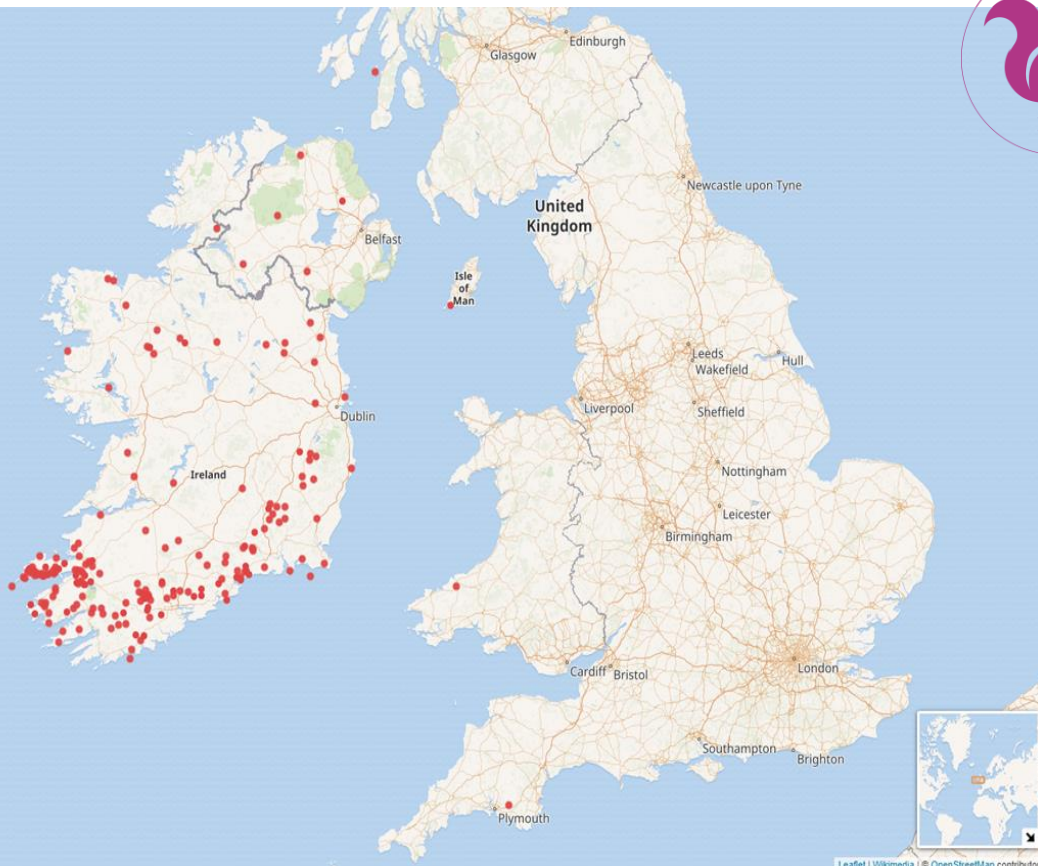 Edinburgh
Glasgow
Newcastle upon Tyne
United
Kingdom
Belfast
Isle
of
Man
Leeds
Wakefield
Hull
Liverpool
Sheffield
Dublin
Ireland
Nottingham
Leicester
Birmingham
London
Cardiff
Bristol
Southampton
Brighton
Plymouth
Leaflet | Wikimedia | © OpenStreetMap contributor